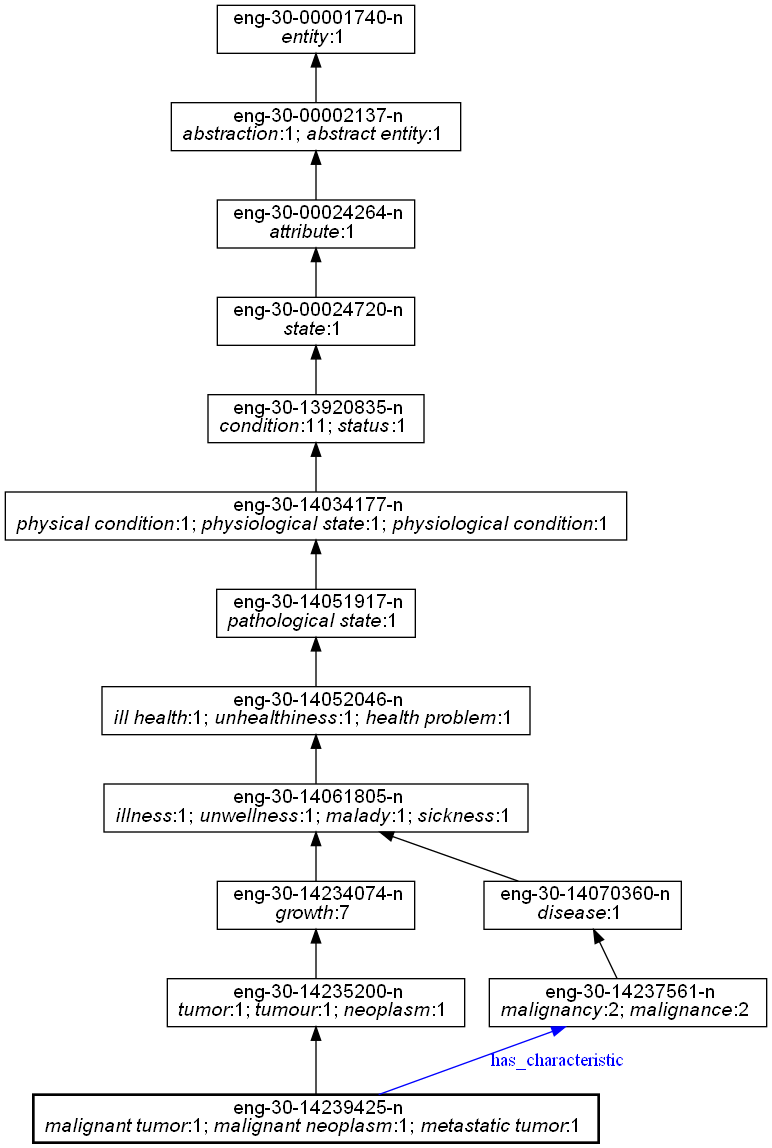 eng-30-00001740-n
entity:1
eng-30-00002137-n
abstraction:1; abstract entity:1
eng-30-00024264-n
attribute:1
eng-30-00024720-n
state:1
eng-30-13920835-n
condition:11; status:1
eng-30-14034177-n
physical condition:1; physiological state:1; physiological condition:1
eng-30-14051917-n
pathological state:1
eng-30-14052046-n
ill health:1; unhealthiness:1; health problem:1
eng-30-14061805-n
illness:1; unwellness:1; malady:1; sickness:1
eng-30-14234074-n
growth:7
eng-30-14070360-n
disease:1
eng-30-14235200-n
tumor:1; tumour:1; neoplasm:1
eng-30-14237561-n
malignancy:2; malignance:2
has_characteristic
eng-30-14239425-n
malignant tumor:1; malignant neoplasm:1; metastatic tumor:1